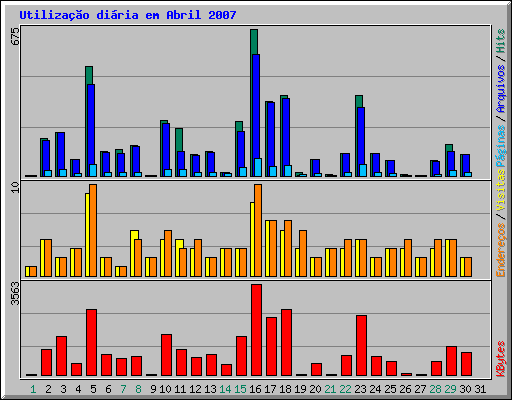 Utilização diária em Abril 2007
675
10
3563
Endereços / Visitas Páginas / Arquivos / Hits
KBytes
1 2 3 4 5 6 7 8 9 10 11 12 13 14 15 16 17 18 19 20 21 22 23 24 25 26 27 28 29 30 31